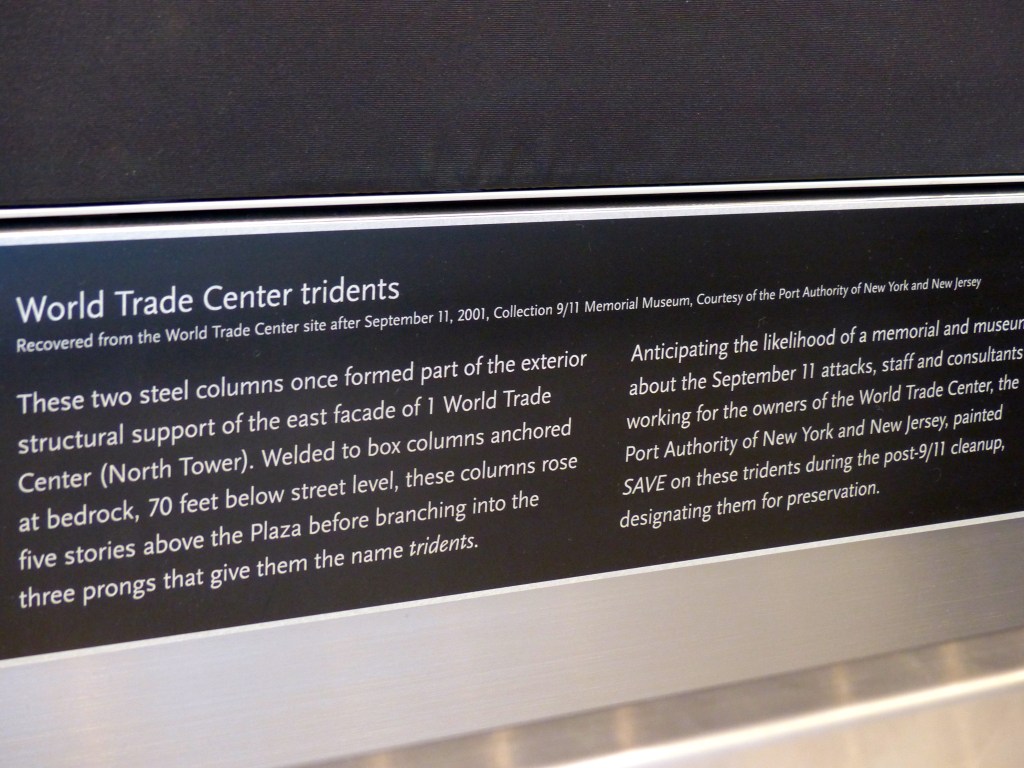 World Trade Center tridents
Recovered from the World Trade Center site after September 11, 2001, Collection 9/11 Memorial Museum, Courtesy of the Port Authority of New York and New Jersey
These two steel columns once formed part of the exterior
structural support of the east facade of 1 World Trade
Center (North Tower). Welded to box columns anchored
at bedrock, 70 feet below street level, these columns rose
five stories above the Plaza before branching into the
three prongs that give them the name tridents.
Anticipating the likelihood of a memorial and museum
about the September 11 attacks, staff and consultants
working for the owners of the World Trade Center, the
Port Authority of New York and New Jersey, painted
SAVE on these tridents during the post-9/11 cleanup,
designating them for preservation.